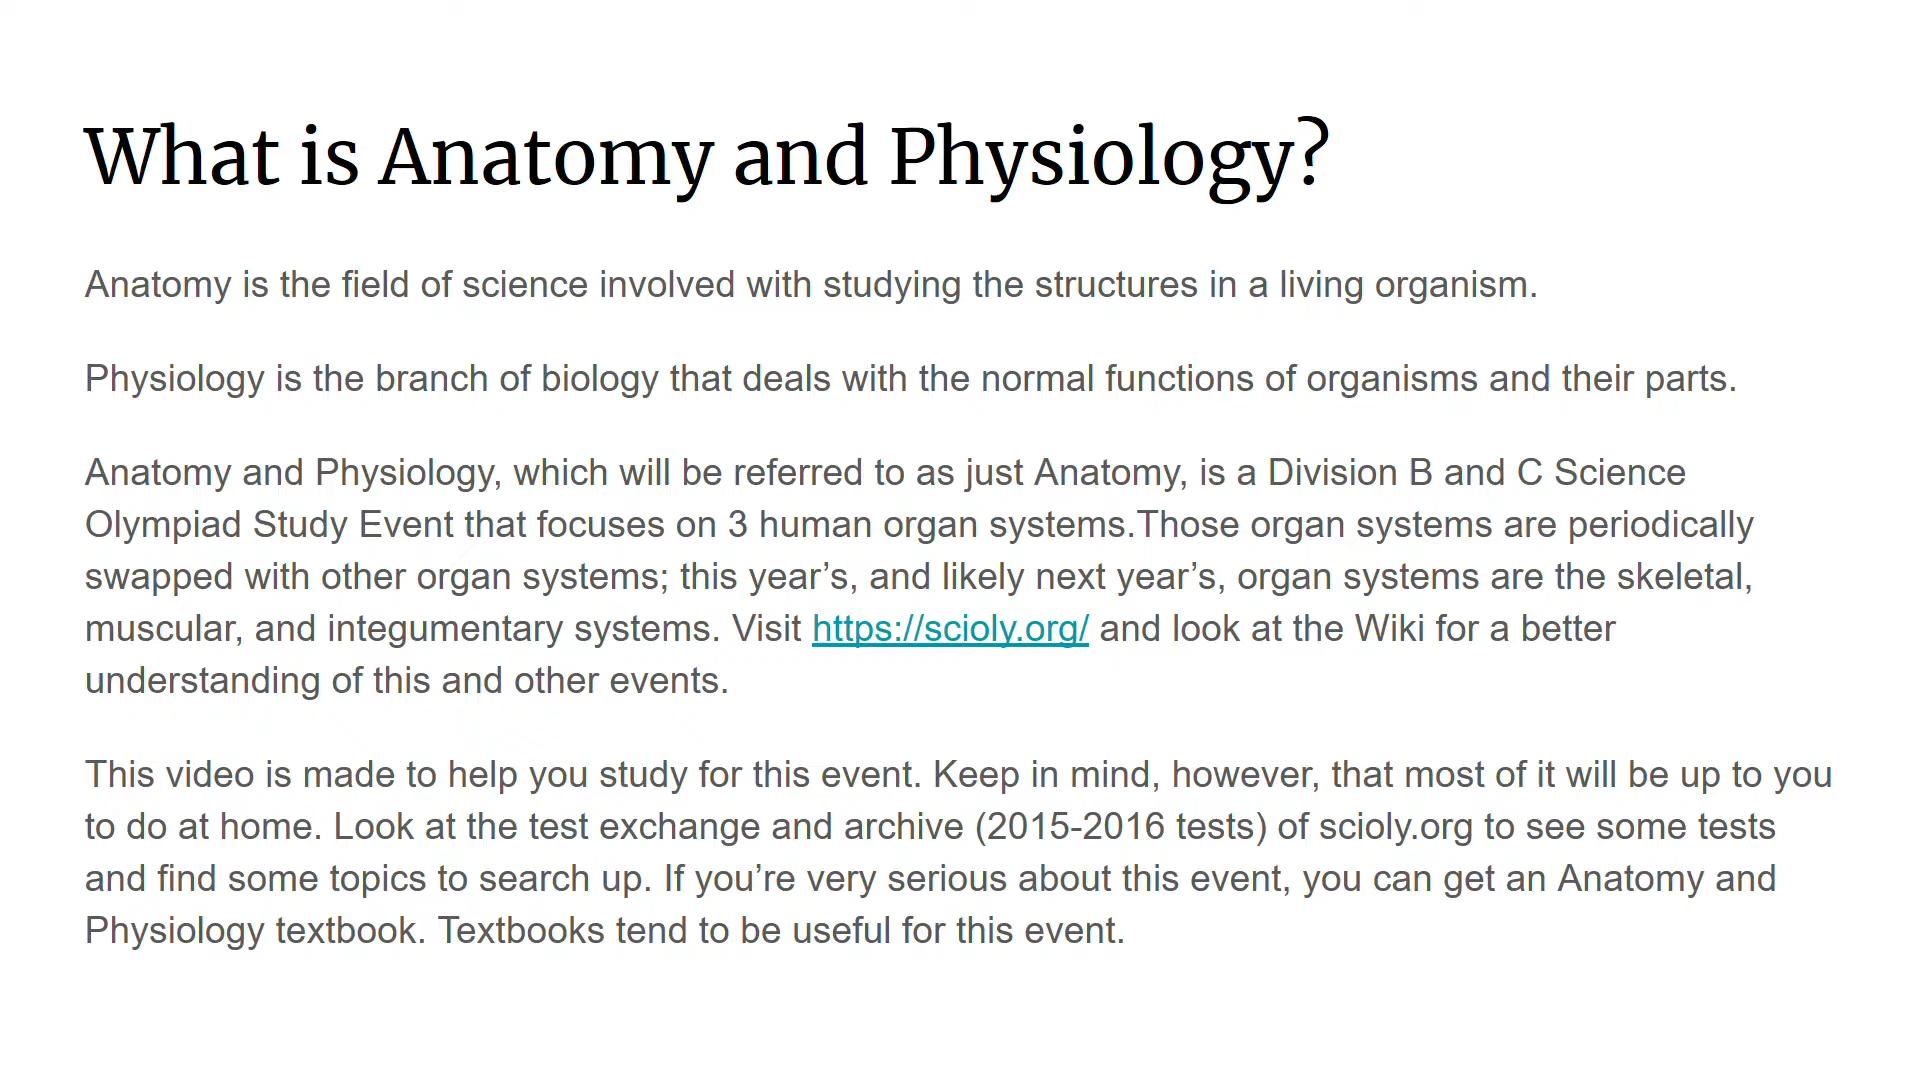 What is Anatomy and Physiology?
Anatomy is the field of science involved with studying the structures in a living organism.
Physiology is the branch of biology that deals with the normal functions of organisms and their parts.
Anatomy and Physiology, which will be referred to as just Anatomy, is a Division B and C Science
Olympiad Study Event that focuses on 3 human organ systems.Those organ systems are periodically
swapped with other organ systems; this year’s, and likely next year’s, organ systems are the skeletal,
muscular, and integumentary systems. Visit https://scioly.org/ and look at the Wiki for a better
understanding of this and other events.
This video is made to help you study for this event. Keep in mind, however, that most of it will be up to you
to do at home. Look at the test exchange and archive (2015-2016 tests) of scioly.org to see some tests
and find some topics to search up. If you’re very serious about this event, you can get an Anatomy and
Physiology textbook. Textbooks tend to be useful for this event.